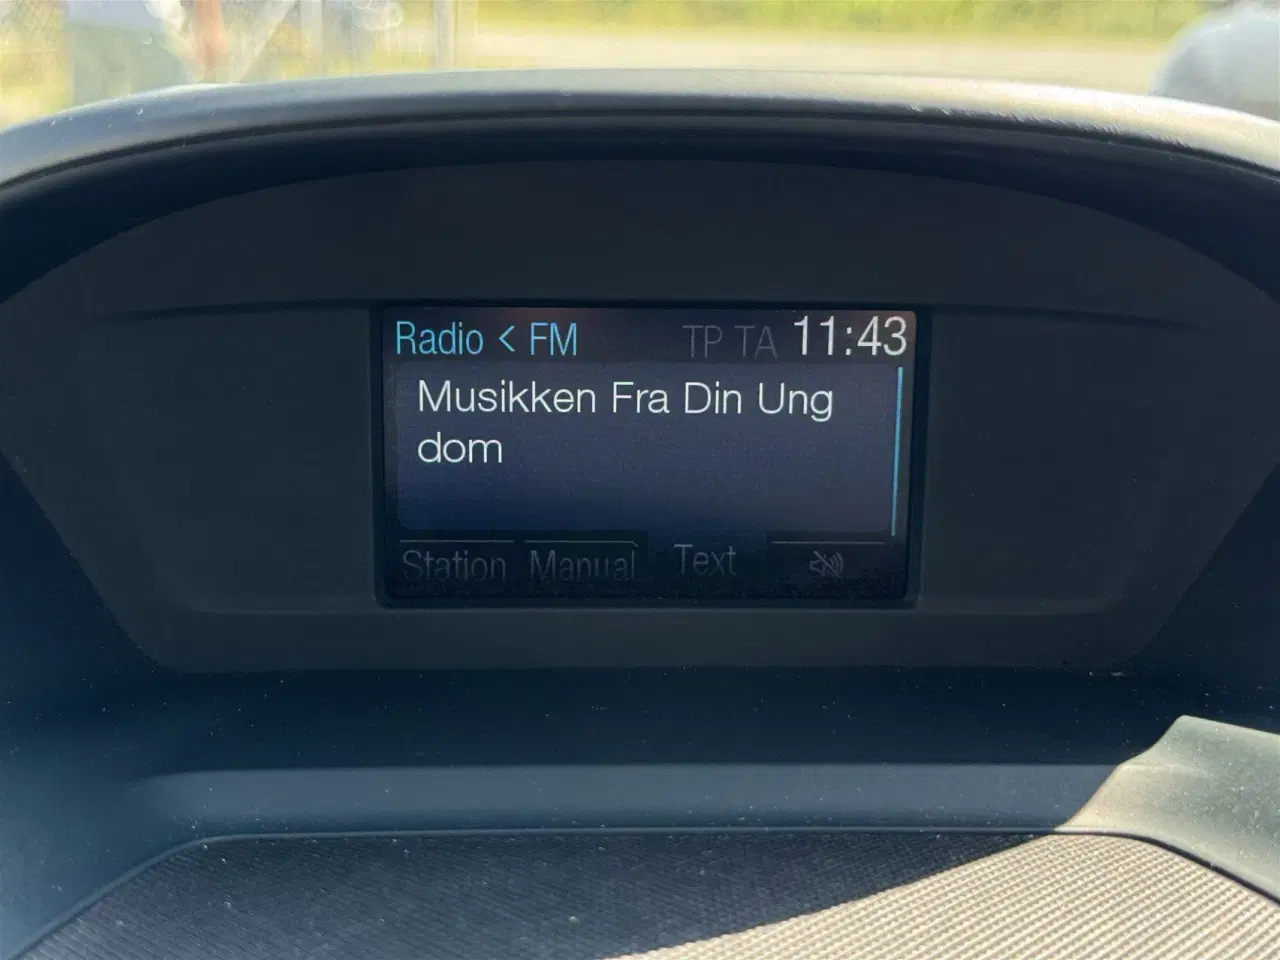 Radio < FM TP TA 11:43
Musikken Fra Din Ung
dom
Station Manual Text